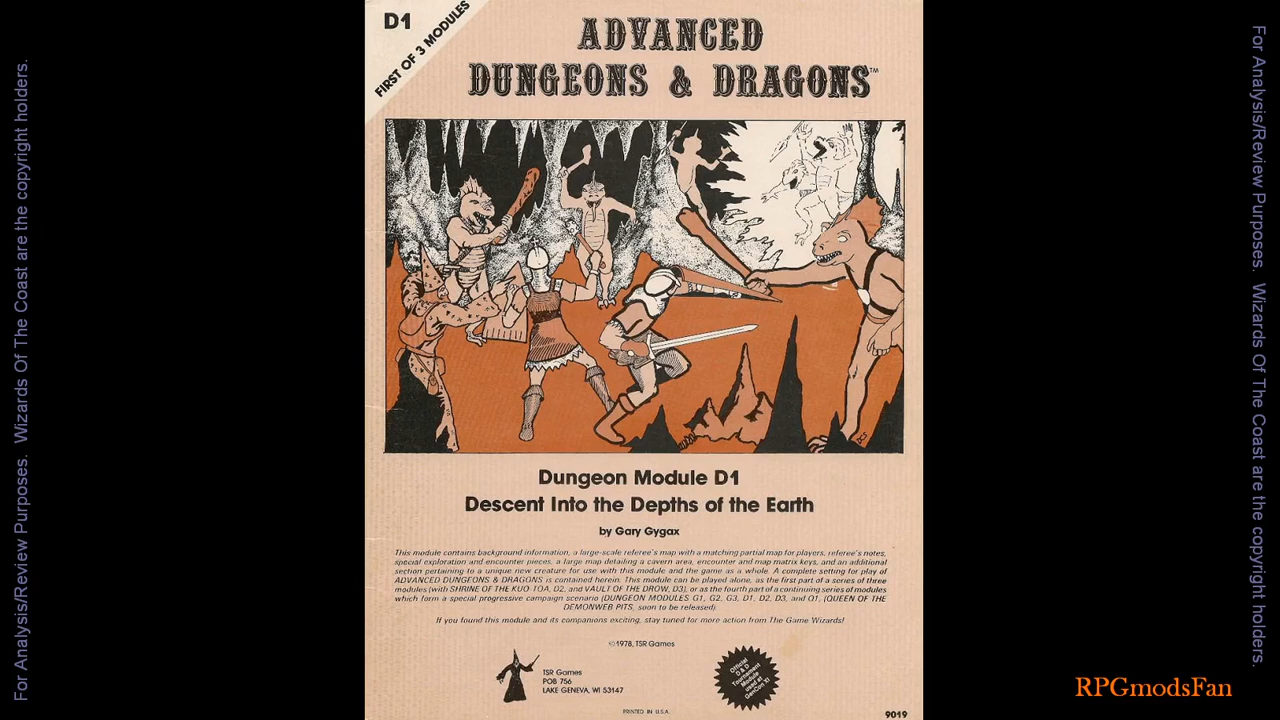 D1
FIRST OF 3 MODULES
ADVANCED
DUNGEONS & DRAGONS™
DCS
Dungeon Module D1
Descent Into the Depths of the Earth
by Gary Gygax
This module contains background information, a large-scale referee's map with a matching partial map for players, referee's notes,
special exploration and encounter pieces, a large map detailing a cavern area, encounter and map matrix keys, and an additional
section pertaining to a unique new creature for use with this module and the game as a whole. A complete setting for play of
ADVANCED DUNGEONS & DRAGONS is contained herein. This module can be played alone, as the first part of a series of three
modules (with SHRINE OF THE KUO TOA, D2, and VAULT OF THE DROW, D3), or as the fourth part of a continuing series of modules
which form a special progressive campaign scenario (DUNGEON MODULES G1, G2, G3, D1, D2, D3, and Q1, (QUEEN OF THE
DEMONWEB PITS, soon to be released).
If you found this module and its companions exciting, stay tuned for more action from The Game Wizards!
©1978, TSR Games
TSR Games
POB 756
LAKE GENEVA, WI 53147
Official
D & D
Tournament
Module
used at
GenCon XI
PRINTED IN U.S.A.
9019
For Analysis/Review Purposes. Wizards Of The Coast are the copyright holders.
For Analysis/Review Purposes. Wizards Of The Coast are the copyright holders.
RPGmodsFan